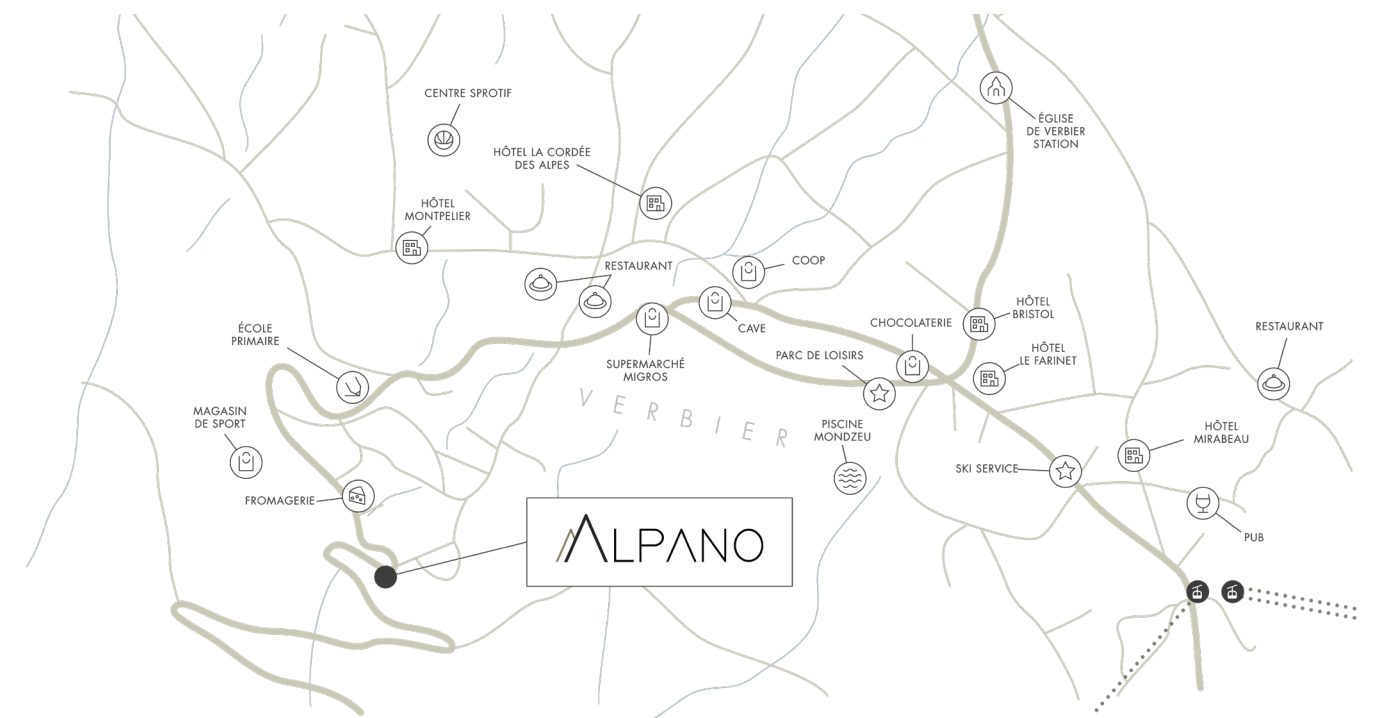 CENTRE SPROTIF
ÉGLISE
DE VERBIER
STATION
HÔTEL LA CORDÉE
DES ALPES
HÔTEL
MONTPELIER
RESTAURANT
COOP
HÔTEL
BRISTOL
CHOCOLATERIE
CAVE
RESTAURANT
ÉCOLE
PRIMAIRE
HÔTEL
LE FARINET
PARC DE LOISIRS
SUPERMARCHÉ
MIGROS
VERBIER
MAGASIN
DE SPORT
PISCINE
MONDZEU
HÔTEL
MIRABEAU
SKI SERVICE
FROMAGERIE
PUB
ALPANO